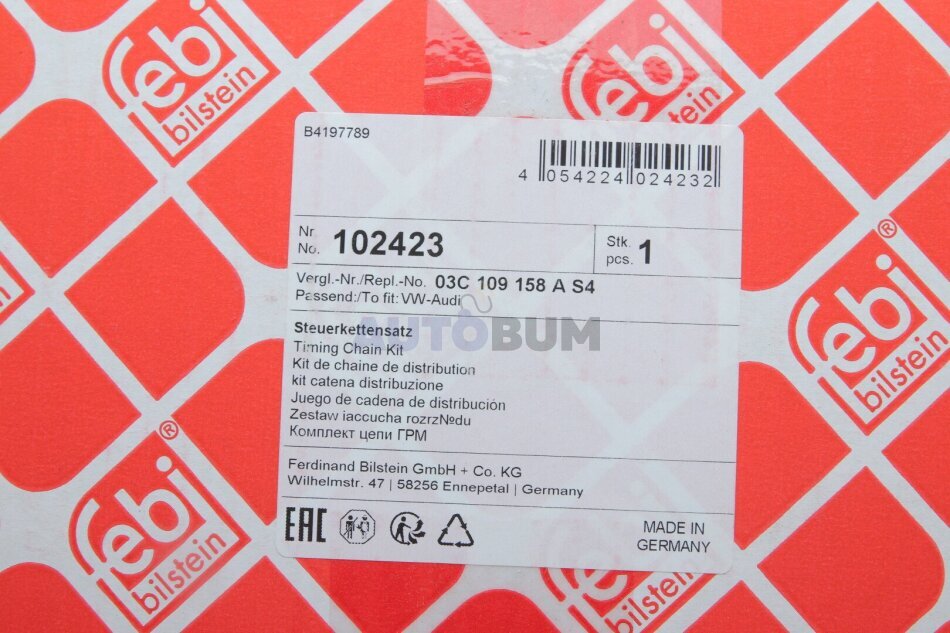 febi
bilstein
febi
bilstein
B4197789
4 054224 024232
Nr.
No. 102423
Stk.
pcs. 1
Vergl.-Nr./Repl.-No. 03C 109 158 A S4
Passend:/To fit: VW-Audi
AUTOBUM
Steuerkettensatz
Timing Chain Kit
Kit de chaine de distribution
kit catena distribuzione
Juego de cadena de distribución
Zestaw iaccucha rozrz№du
Комплект цепи ГРМ
Ferdinand Bilstein GmbH + Co. KG
Wilhelmstr. 47 | 58256 Ennepetal | Germany
EAC
MADE IN
GERMANY
febi
bilstein
®
febi
bilstein
®
bilstein